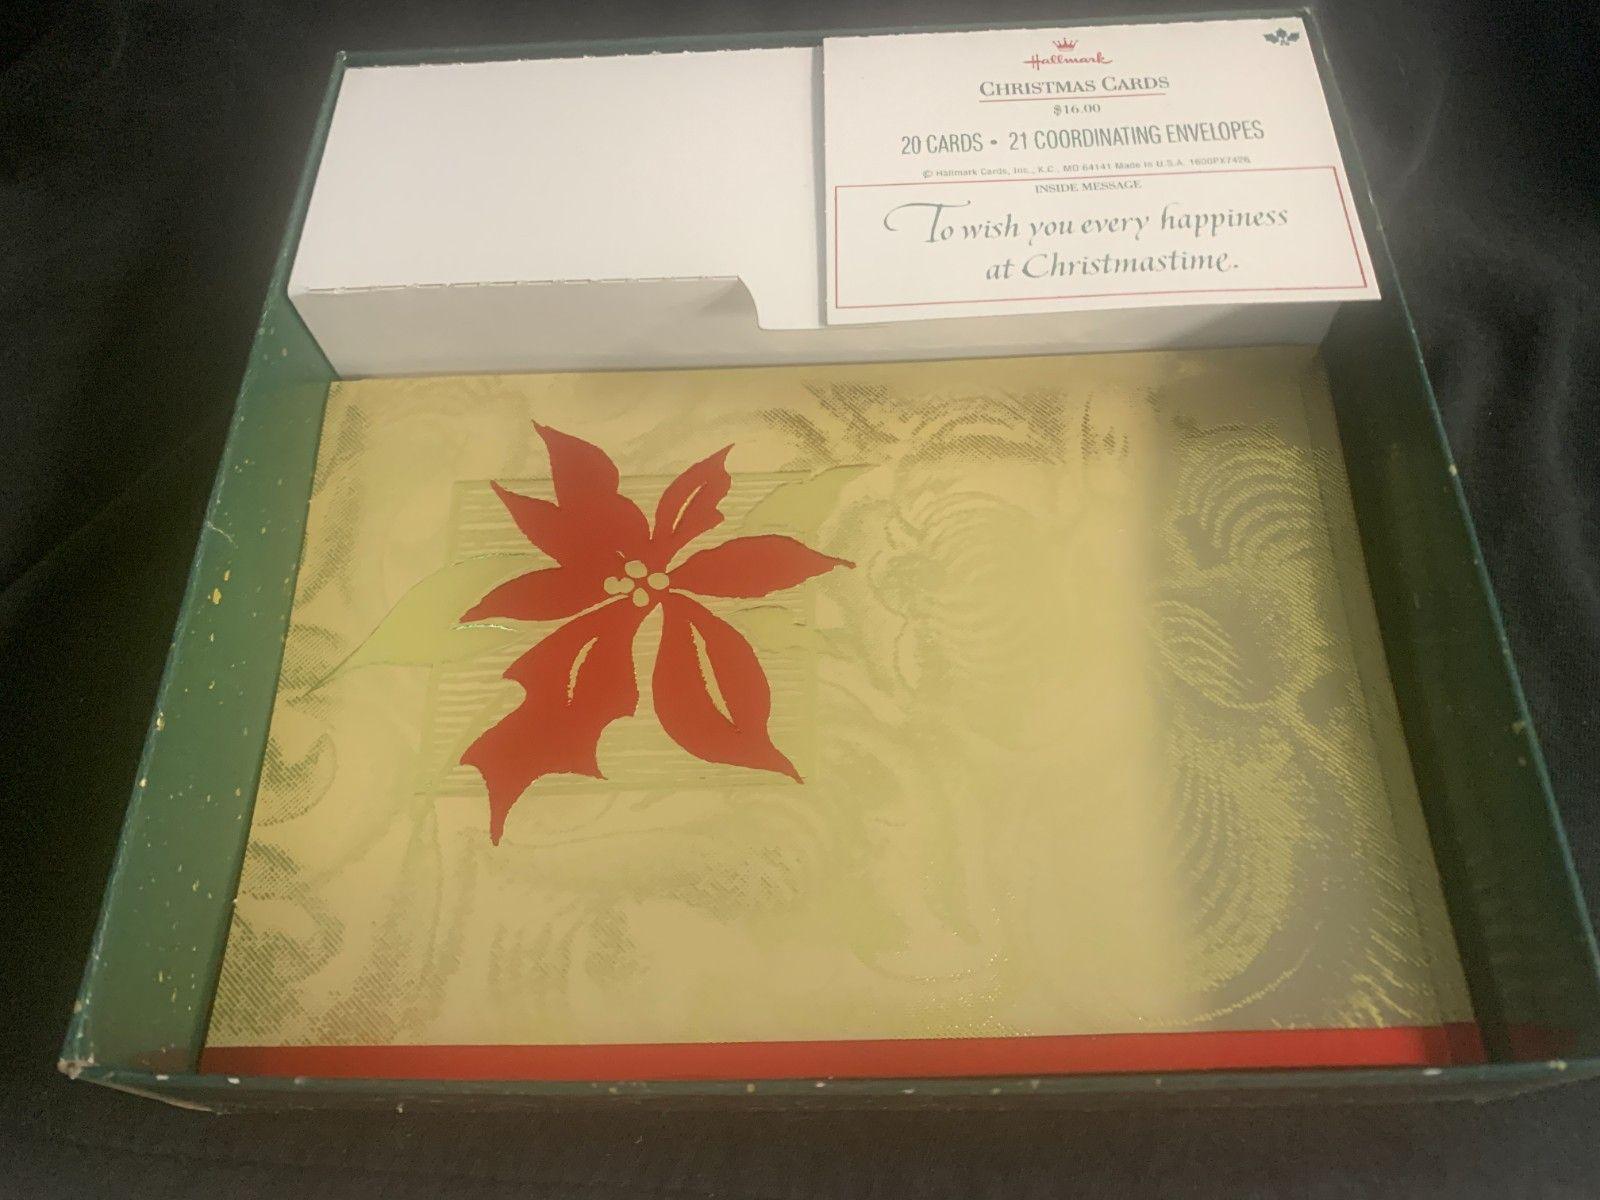 Hallmark
CHRISTMAS CARDS
$16.00
20 CARDS • 21 COORDINATING ENVELOPES
© Hallmark Cards, Inc., K.C., MO 64141 Made in U.S.A. 1600PX7426
INSIDE MESSAGE
To wish you every happiness
at Christmastime.